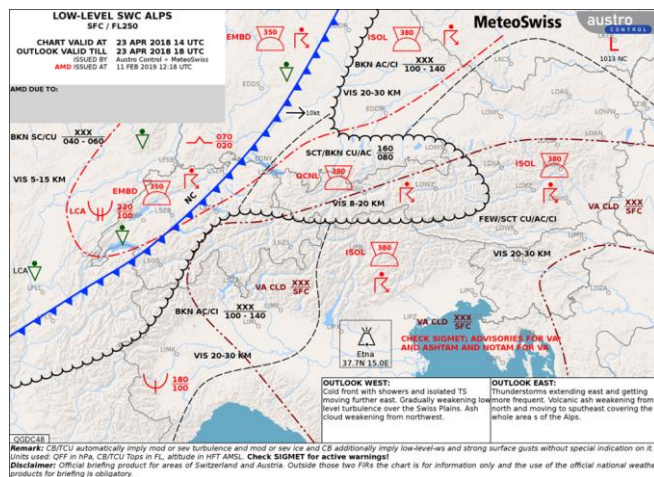 LOW-LEVEL SWC ALPS
SFC / FL250
CHART VALID AT 23 APR 2018 14 UTC
OUTLOOK VALID TILL 23 APR 2018 18 UTC
ISSUED BY Austro Control + MeteoSwiss
AMD ISSUED AT 11 FEB 2019 12:18 UTC
AMD DUE TO:
MeteoSwiss
austro
CONTROL
EMBD 350
ISOL 380
L
1013 NC
BKN AC/CI XXX
100 - 140
VIS 20-30 KM
10kt
BKN SC/CU XXX
040 - 060
VIS 5-15 KM
070
020
SCT/BKN CU/AC 160
080
OCNL 380
VIS 8-20 KM
EMBD 350
ISOL 380
LCA 220
100
NC
VA CLD XXX
SFC
FEW/SCT CU/AC/CI
VIS 20-30 KM
ISOL 380
LCA
VA CLD XXX
SFC
BKN AC/CI XXX
100 - 140
VIS 20-30 KM
VA CLD XXX
SFC
CHECK SIGMET; ADVISORIES FOR VA
AND ASHTAM AND NOTAM FOR VA
Etna
37.7N 15.0E
180
100
OUTLOOK WEST:
Cold front with showers and isolated TS
moving further east. Gradually weakening low
level turbulence over the Swiss Plains. Ash
cloud weakening from northwest.
OUTLOOK EAST:
Thunderstorms extending east and getting
more frequent. Volcanic ash weakening from
north and moving to sputheast covering the
whole area s of the Alps.
QGDC48
Remark: CB/TCU automatically imply mod or sev turbulence and mod or sev ice and CB additionally imply low-level-ws and strong surface gusts without special indication on it.
Units used: QFF in hPa, CB/TCU Tops in FL, altitude in HFT AMSL. Check SIGMET for active warnings!
Disclaimer: Official briefing product for areas of Switzerland and Austria. Outside those two FIRs the chart is for information only and the use of the official national weathe
products for briefing is obligatory.